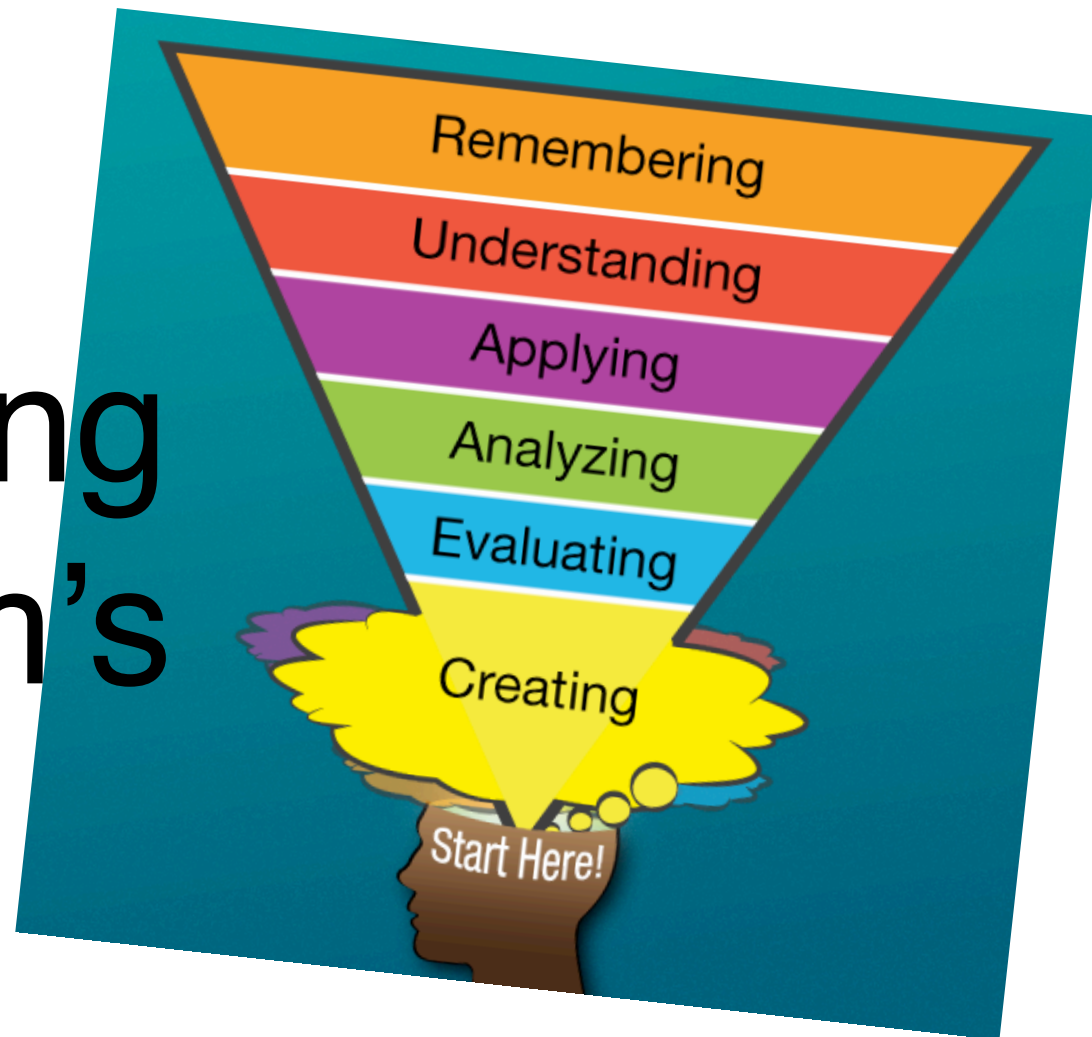 Remembering
Understanding
Applying
Analyzing
Evaluating
Creating
Start Here!
ng
n’s